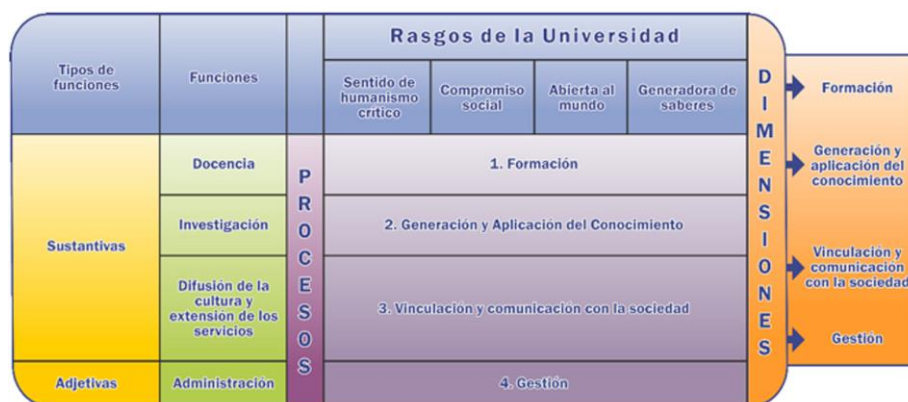 Rasgos de la Universidad
Tipos de
funciones
Funciones
Sentido de
humanismo
crítico
Compromiso
social
Abierta al
mundo
Generadora de
saberes
Sustantivas
Docencia
1. Formación
Investigación
2. Generación y Aplicación del Conocimiento
Difusión de la
cultura y
extensión de los
servicios
3. Vinculación y comunicación con la sociedad
Adjetivas
Administración
4. Gestión
PROCESOS
DIMENSIONES
Formación
Generación y
aplicación del
conocimiento
Vinculación y
comunicación
con la sociedad
Gestión